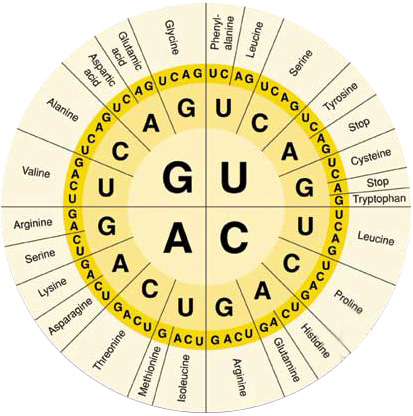 Phenyl-
alanine
Leucine
Serine
Tyrosine
Stop
Cysteine
Stop
Tryptophan
Leucine
Proline
Histidine
Glutamine
Arginine
Isoleucine
Methionine
Threonine
Asparagine
Lysine
Serine
Arginine
Valine
Alanine
Aspartic
acid
Glutamic
acid
Glycine
U C A G U C A G U C A G U C A G
U C A G U C A G U C A G U C A G
U C A G U C A G U C A G U C A G
U C A G U C A G U C A G U C A G
U C A G
U C A G
U C A G
U C A G
G U
A C